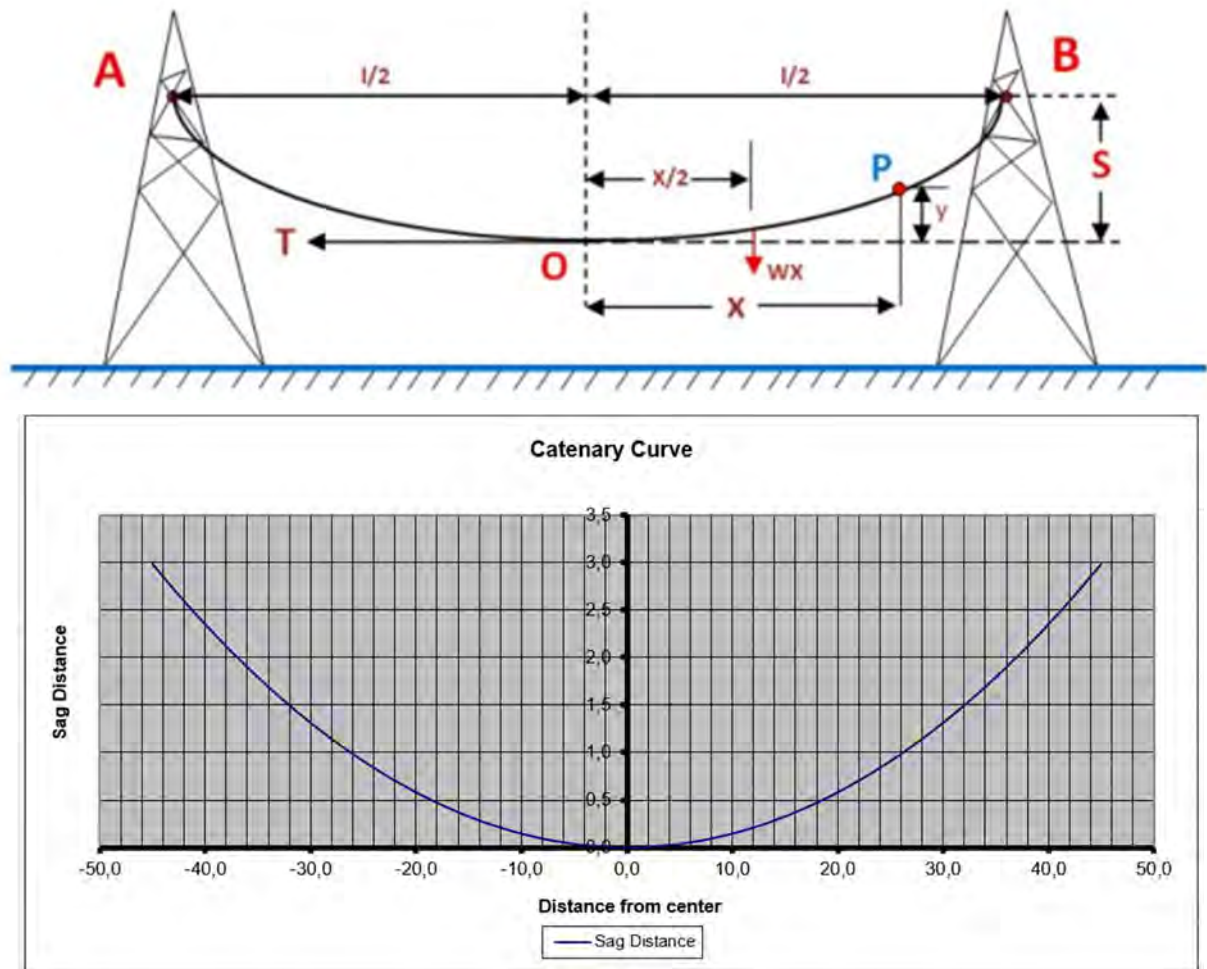 A
B
l/2
l/2
X/2
P
S
y
T
O
wx
X
Catenary Curve
3,5
3,0
2,5
2,0
1,5
1,0
0,5
0,0
Sag Distance
-50,0 -40,0 -30,0 -20,0 -10,0 0,0 10,0 20,0 30,0 40,0 50,0
Distance from center
Sag Distance